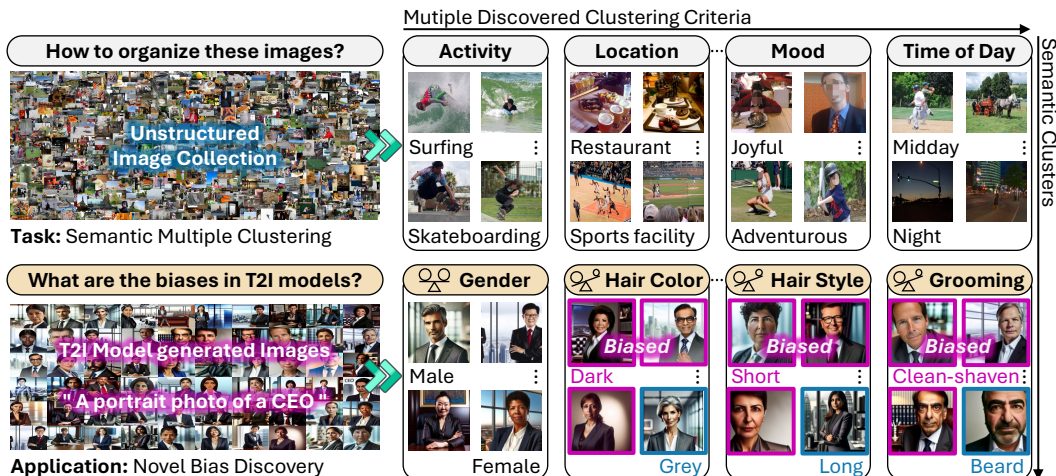 Mutiple Discovered Clustering Criteria
How to organize these images?
Activity
Location
...
Mood
Time of Day
Unstructured
Image Collection
Surfing
Restaurant
Joyful
Midday
Skateboarding
Sports facility
Adventurous
Night
Task: Semantic Multiple Clustering
Semantic Clusters
What are the biases in T2I models?
Gender
Hair Color
...
Hair Style
Grooming
T2I Model generated Images
" A portrait photo of a CEO "
Biased
Biased
Biased
Male
Dark
Short
Clean-shaven
Female
Grey
Long
Beard
Application: Novel Bias Discovery